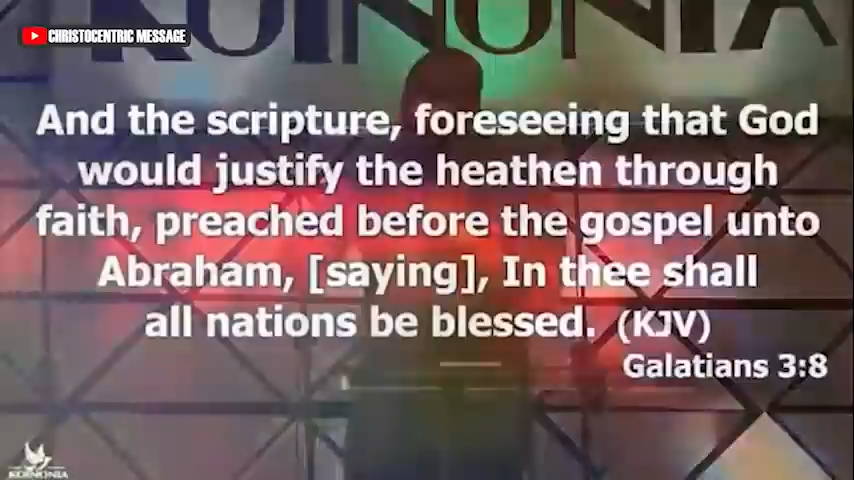 CHRISTOCENTRIC MESSAGE
KOINONIA
And the scripture, foreseeing that God
would justify the heathen through
faith, preached before the gospel unto
Abraham, [saying], In thee shall
all nations be blessed. (KJV)
Galatians 3:8
KOINONIA